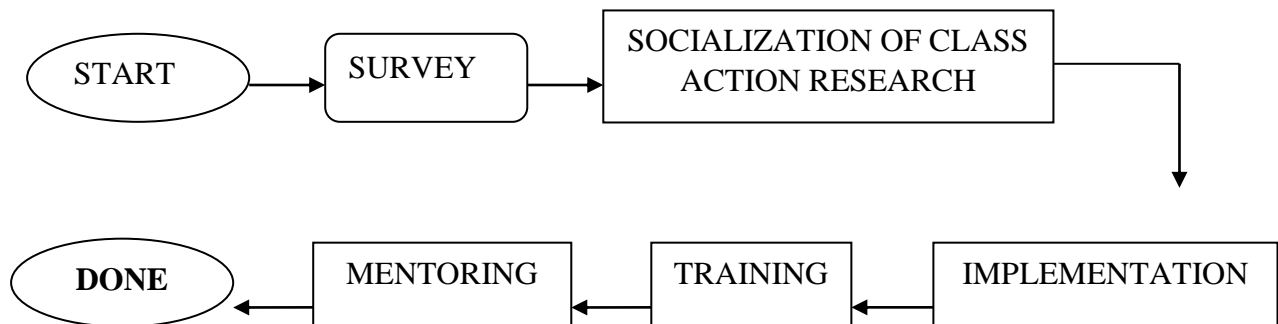 START
SURVEY
SOCIALIZATION OF CLASS
ACTION RESEARCH
DONE
MENTORING
TRAINING
IMPLEMENTATION